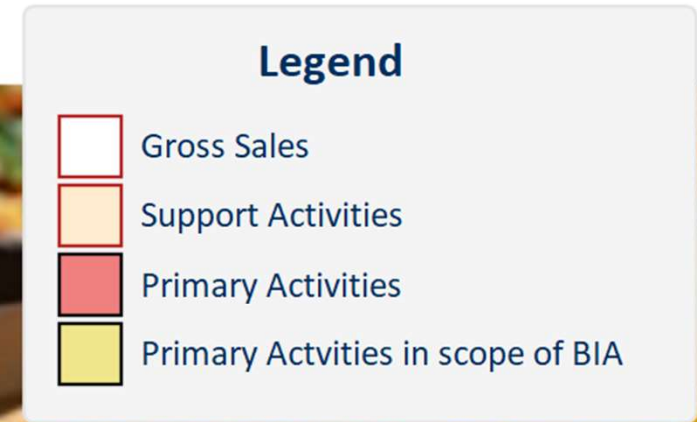 Legend
Gross Sales
Support Activities
Primary Activities
Primary Actvities in scope of BIA